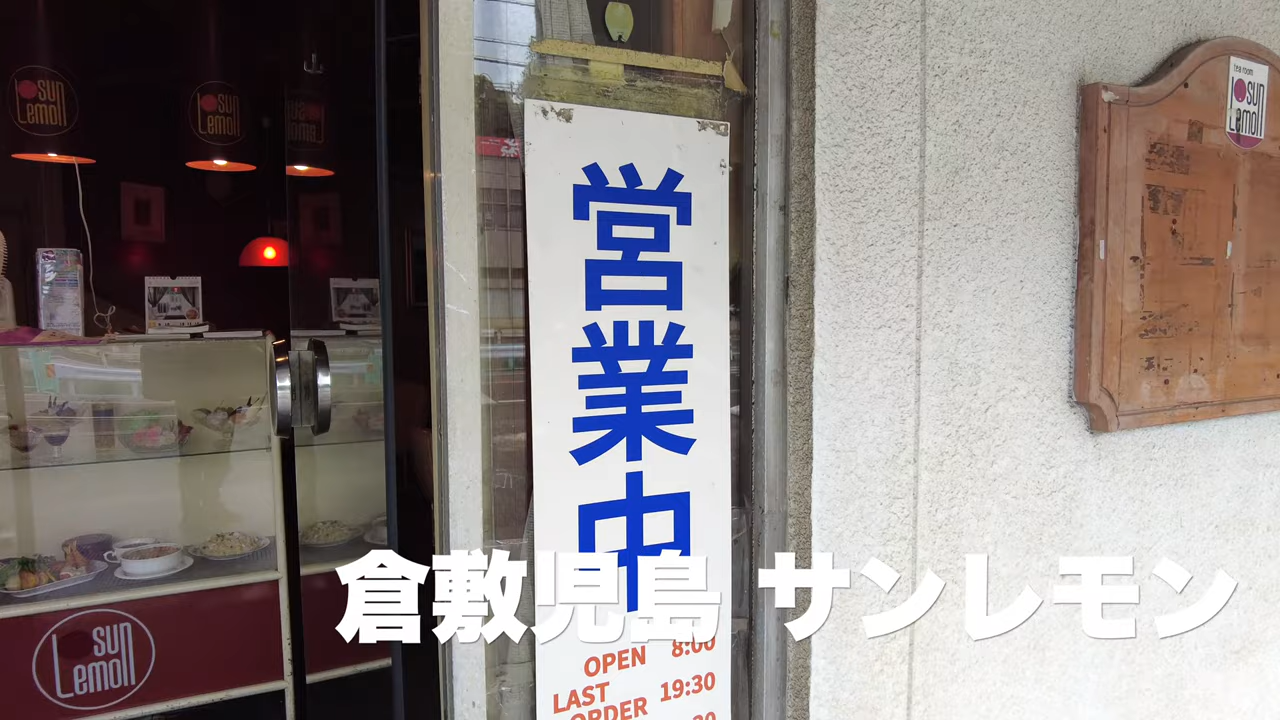 sun
Lemon
sun
Lemon
tea room
sun
Lemon
営業中
倉敷児島 サンレモン
OPEN 8:00
LAST
ORDER 19:30
sun
Lemon